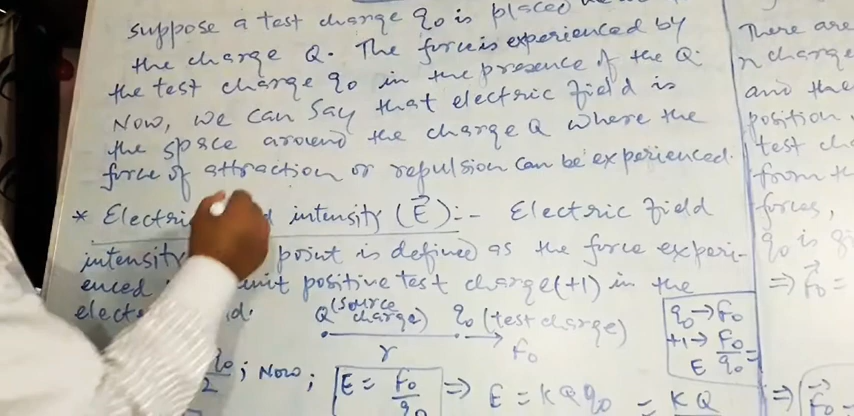 suppose a test charge q₀ is placed
the charge Q. The force is experienced by
the test charge q₀ in the presence of the Q.
Now, we can say that electric field is
the space around the charge Q where the
force of attraction or repulsion can be experienced.
* Electri intensity (E⃗):- Electric field
intensity point is defined as the force experi-
enced unit positive test charge (+1) in the
elect d.
Q (source charge) q₀ (test charge)
r F₀
q₀ → F₀
+1 → F₀/q₀
E =
; Now; E = F₀/q₀ ⇒ E = KQq₀ = KQ
There are
n charge
and the
position
test ch
from th
forces,
q₀ is gi
⇒ F⃗₀ =
⇒ F⃗₀ =